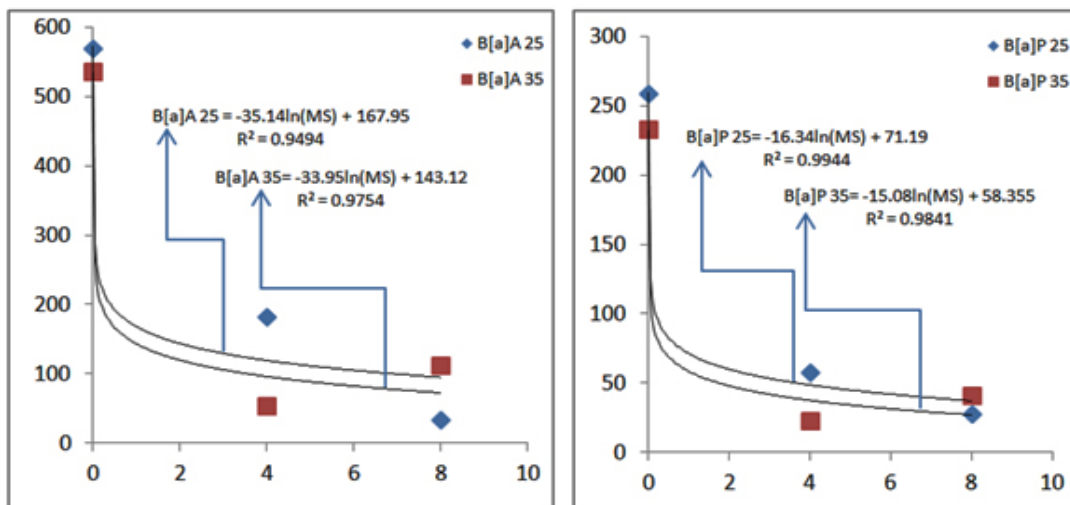 600
500
400
300
200
100
0
0 2 4 6 8 10
B[a]A 25
B[a]A 35
B[a]A 25= -35.14ln(MS) + 167.95
R² = 0.9494
B[a]A 35= -33.95ln(MS) + 143.12
R² = 0.9754
300
250
200
150
100
50
0
0 2 4 6 8 10
B[a]P 25
B[a]P 35
B[a]P 25= -16.34ln(MS) + 71.19
R² = 0.9944
B[a]P 35= -15.08ln(MS) + 58.355
R² = 0.9841